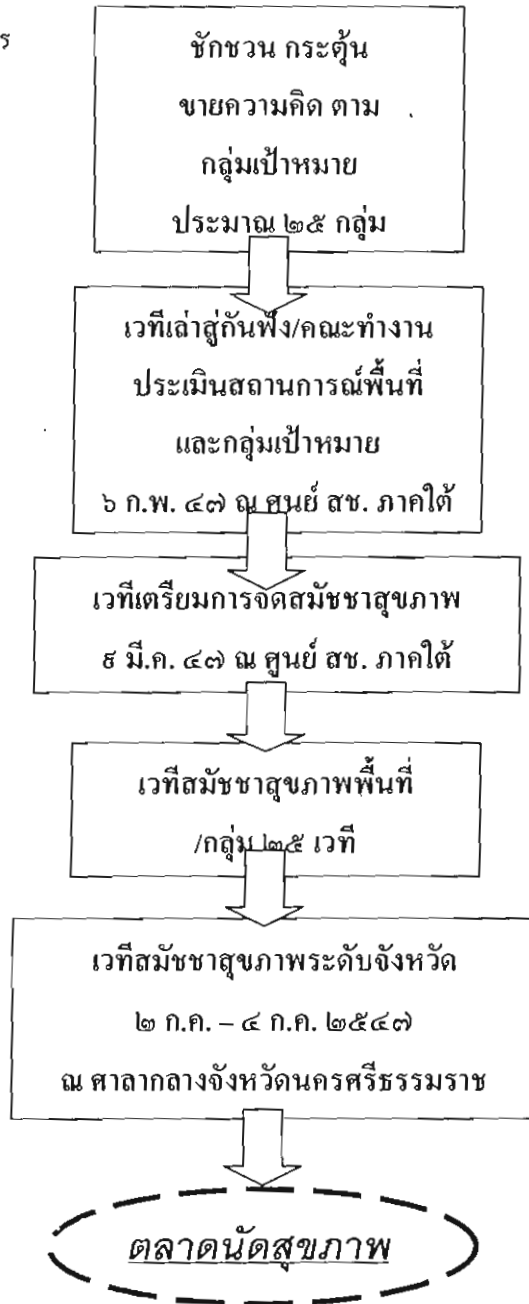 ร
ชักชวน กระตุ้น
ขายความคิด ตาม
กลุ่มเป้าหมาย
ประมาณ ๒๕ กลุ่ม
เวทีเล่าสู่กันฟัง/คณะทำงาน
ประเมินสถานการณ์พื้นที่
และกลุ่มเป้าหมาย
๖ ก.พ. ๔๗ ณ ศูนย์ สช. ภาคใต้
เวทีเตรียมการจัดสมัชชาสุขภาพ
๙ มี.ค. ๔๗ ณ ศูนย์ สช. ภาคใต้
เวทีสมัชชาสุขภาพพื้นที่
/กลุ่ม ๒๕ เวที
เวทีสมัชชาสุขภาพระดับจังหวัด
๒ ก.ค. – ๔ ก.ค. ๒๕๔๗
ณ ศาลากลางจังหวัดนครศรีธรรมราช
ตลาดนัดสุขภาพ